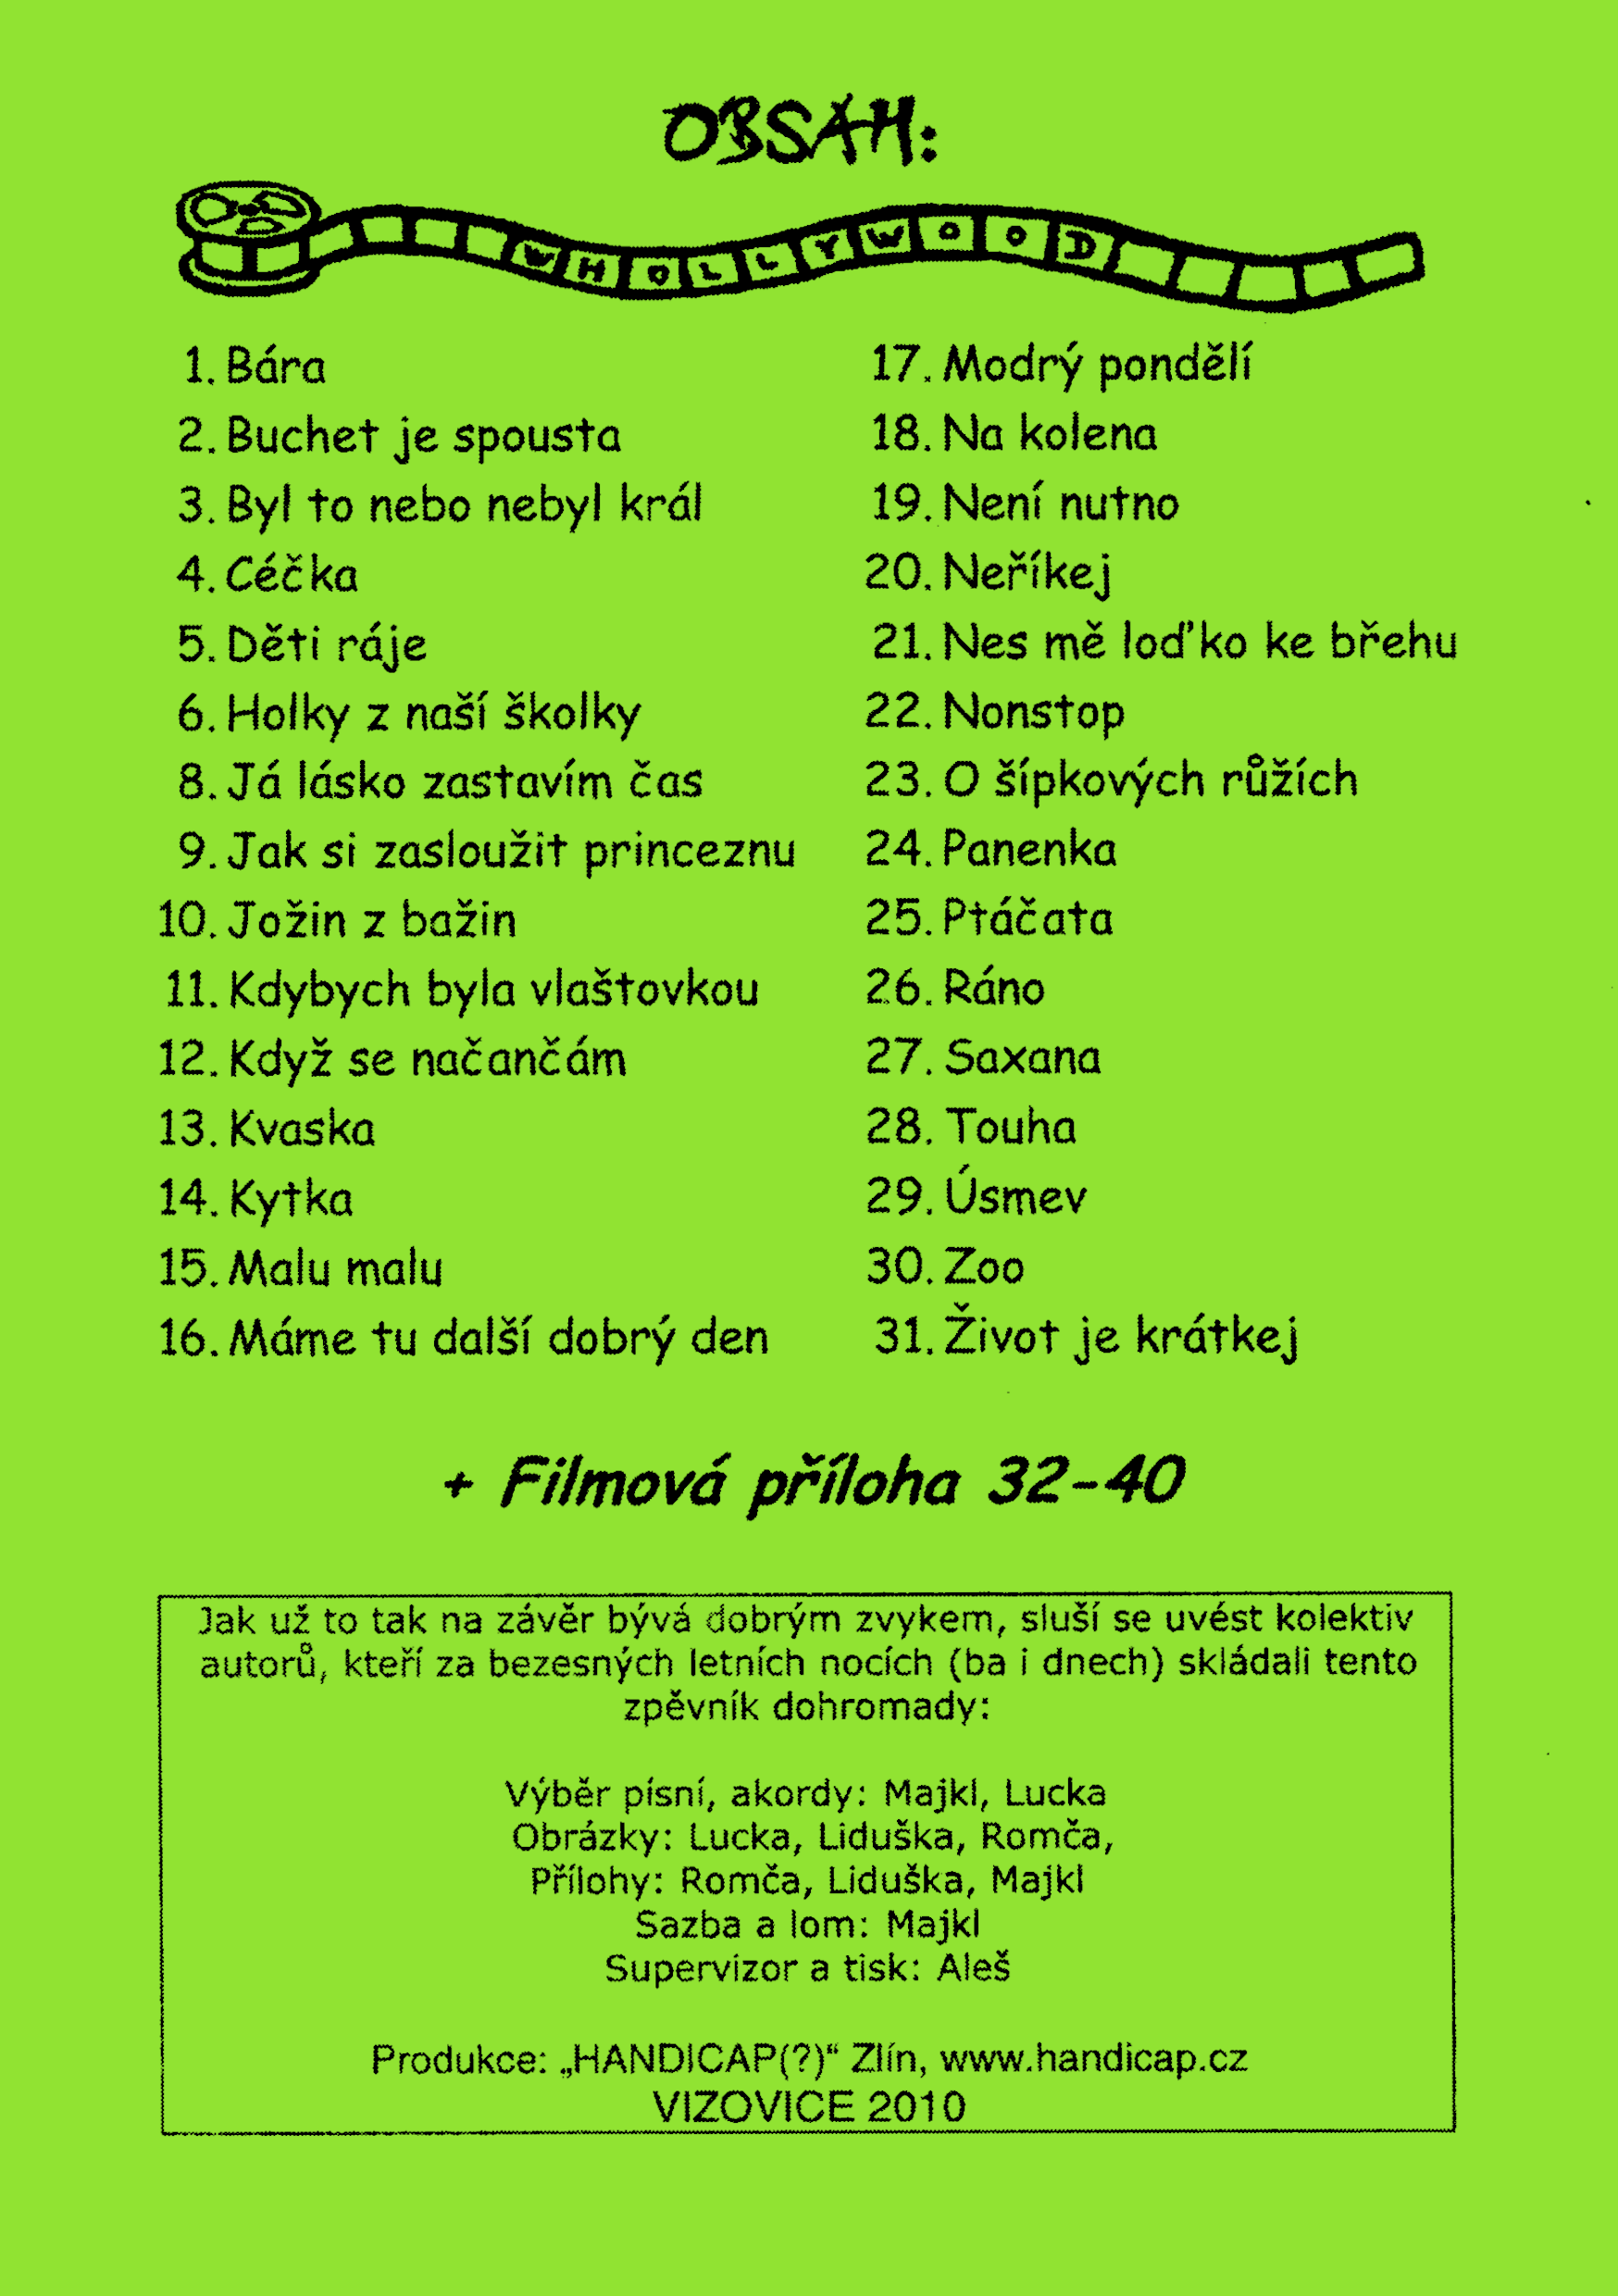 OBSAH:
WHOLLYWOOD
1. Bára
2. Buchet je spousta
3. Byl to nebo nebyl král
4. Céčka
5. Děti ráje
6. Holky z naší školky
8. Já lásko zastavím čas
9. Jak si zasloužit princeznu
10. Jožin z bažin
11. Kdybych byla vlaštovkou
12. Když se načančám
13. Kvaska
14. Kytka
15. Malu malu
16. Máme tu další dobrý den
17. Modrý pondělí
18. Na kolena
19. Není nutno
20. Neříkej
21. Nes mě loďko ke břehu
22. Nonstop
23. O šípkových růžích
24. Panenka
25. Ptáčata
26. Ráno
27. Saxana
28. Touha
29. Úsmev
30. Zoo
31. Život je krátkej
+ Filmová příloha 32-40
Jak už to tak na závěr bývá dobrým zvykem, sluší se uvést kolektiv
autorů, kteří za bezesných letních nocích (ba i dnech) skládali tento
zpěvník dohromady:
Výběr písní, akordy: Majkl, Lucka
Obrázky: Lucka, Liduška, Romča,
Přílohy: Romča, Liduška, Majkl
Sazba a lom: Majkl
Supervizor a tisk: Aleš
Produkce: „HANDICAP(?)“ Zlín, www.handicap.cz
VIZOVICE 2010